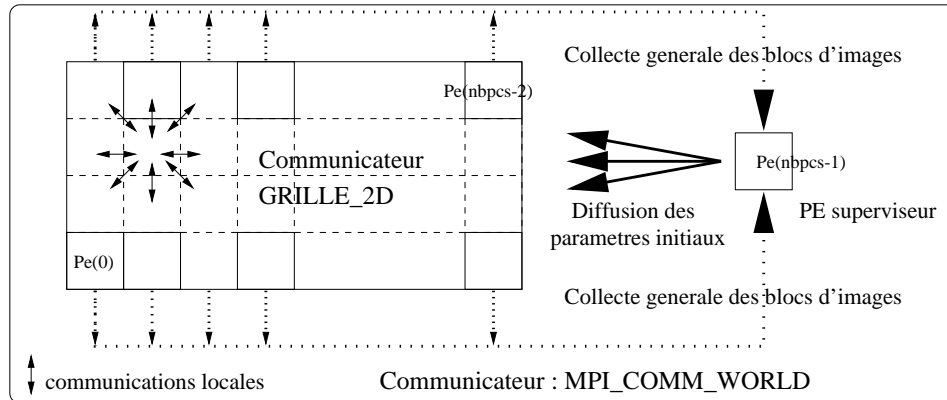 Collecte generale des blocs d'images
Pe(nbpcs-2)
Communicateur
GRILLE_2D
Pe(nbpcs-1)
Diffusion des
parametres initiaux
PE superviseur
Pe(0)
Collecte generale des blocs d'images
communications locales
Communicateur : MPI_COMM_WORLD